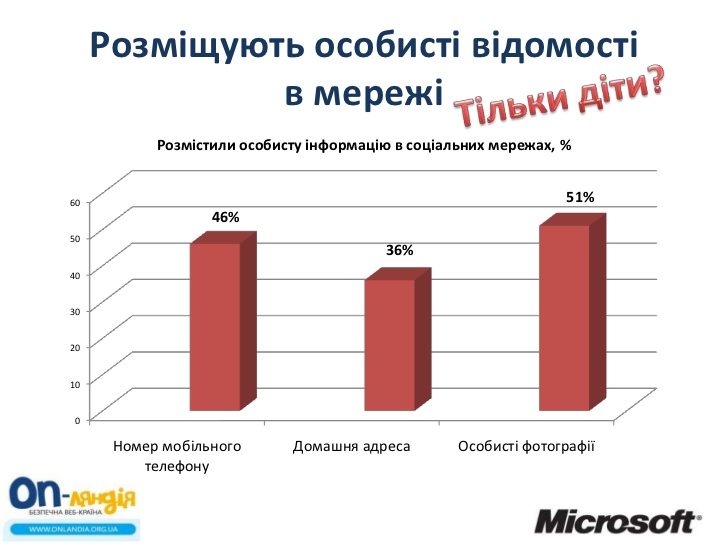 Розміщують особисті відомості
в мережі
Тільки діти?
Розмістили особисту інформацію в соціальних мережах, %
60
50
40
30
20
10
0
46%
36%
51%
Номер мобільного
телефону
Домашня адреса
Особисті фотографії
Оn-ляндія
БЕЗПЕЧНА ВЕБ-КРАЇНА
WWW.ONLANDIA.ORG.UA
Microsoft®